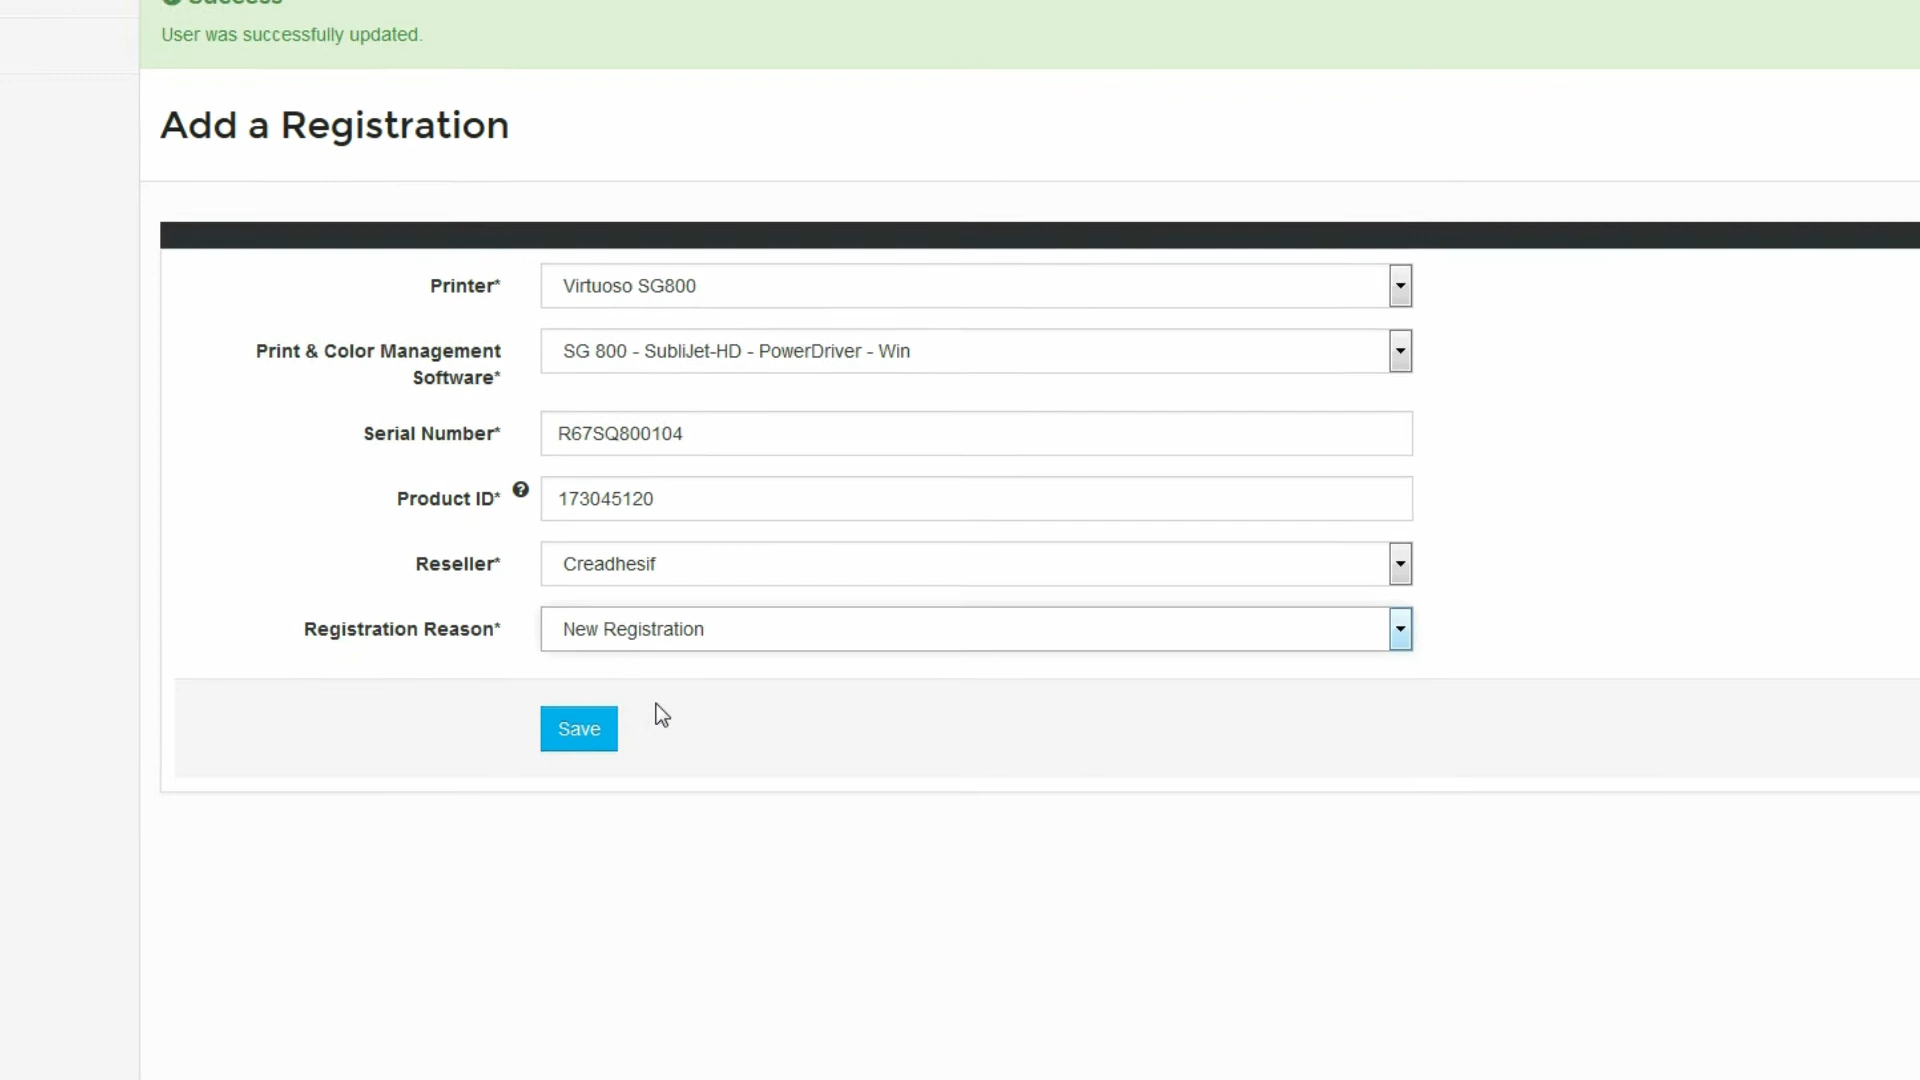 Success
User was successfully updated.
Add a Registration
Printer*
Virtuoso SG800
Print & Color Management
Software*
SG 800 - SubliJet-HD - PowerDriver - Win
Serial Number*
R67SQ800104
Product ID* ?
173045120
Reseller*
Creadhesif
Registration Reason*
New Registration
Save